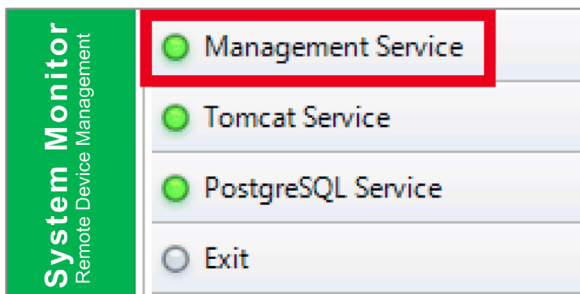 System Monitor
Remote Device Management
Management Service
Tomcat Service
PostgreSQL Service
Exit